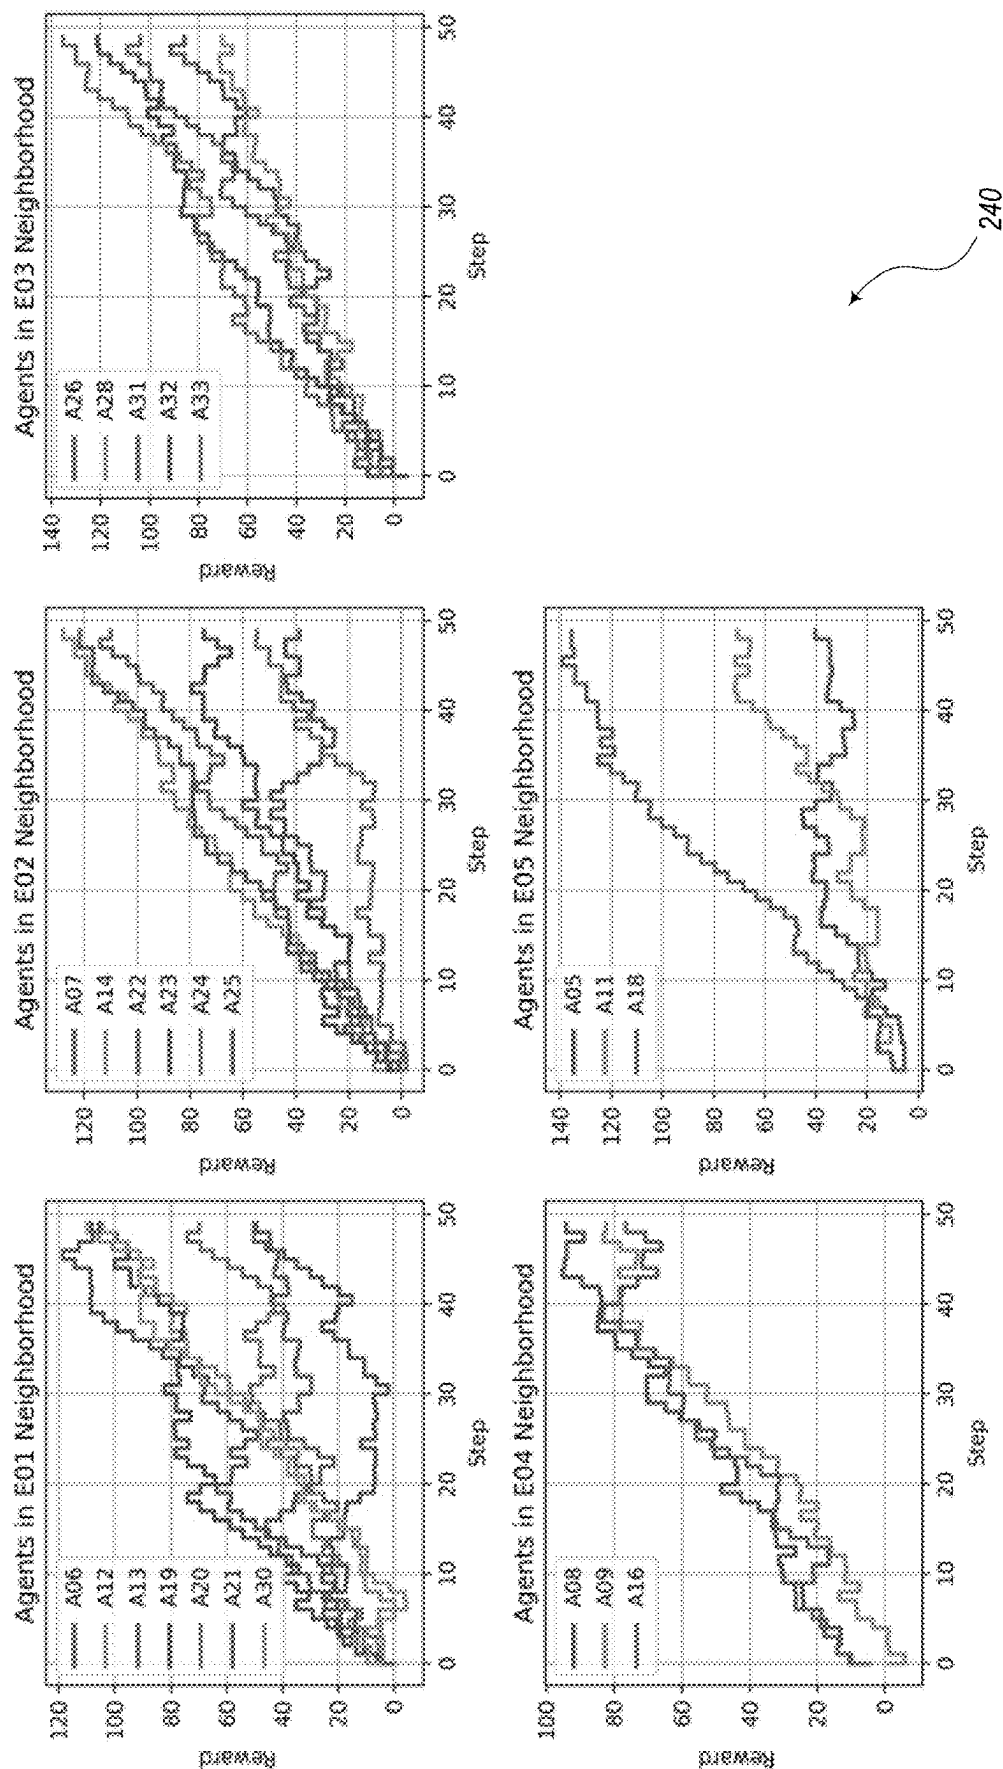 Agents in E01 Neighborhood
A06
A12
A13
A19
A20
A21
A30
Reward
120
100
80
60
40
20
0
0 10 20 30 40 50
Step
Agents in E02 Neighborhood
A07
A14
A22
A23
A24
A25
Reward
120
100
80
60
40
20
0
0 10 20 30 40 50
Step
Agents in E03 Neighborhood
A26
A28
A31
A32
A33
Reward
140
120
100
80
60
40
20
0
0 10 20 30 40 50
Step
Agents in E04 Neighborhood
A08
A09
A16
Reward
100
80
60
40
20
0
0 10 20 30 40 50
Step
Agents in E05 Neighborhood
A05
A11
A18
Reward
140
120
100
80
60
40
20
0
0 10 20 30 40 50
Step
240